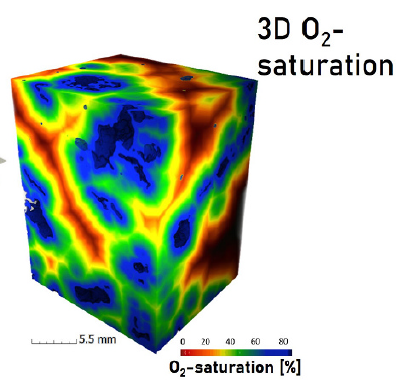 3D O₂-
saturation
5.5 mm
0 20 40 60 80
O₂-saturation [%]